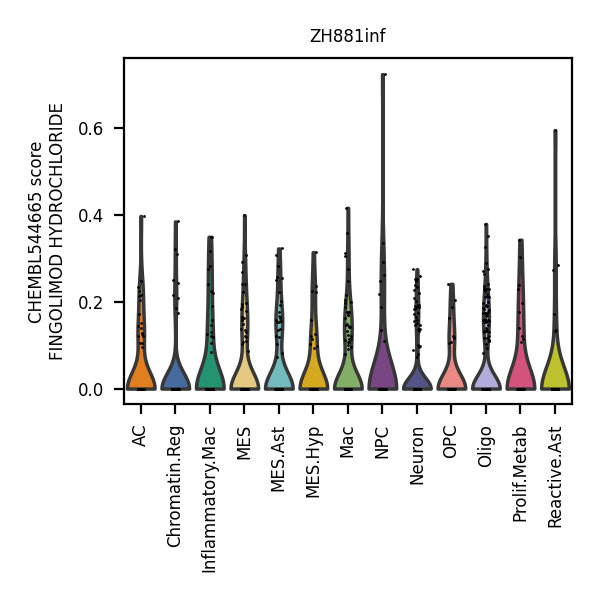 ZH881inf
CHEMBL544665 score
FINGOLIMOD HYDROCHLORIDE
0.6
0.4
0.2
0.0
AC
Chromatin.Reg
Inflammatory.Mac
MES
MES.Ast
MES.Hyp
Mac
NPC
Neuron
OPC
Oligo
Prolif.Metab
Reactive.Ast